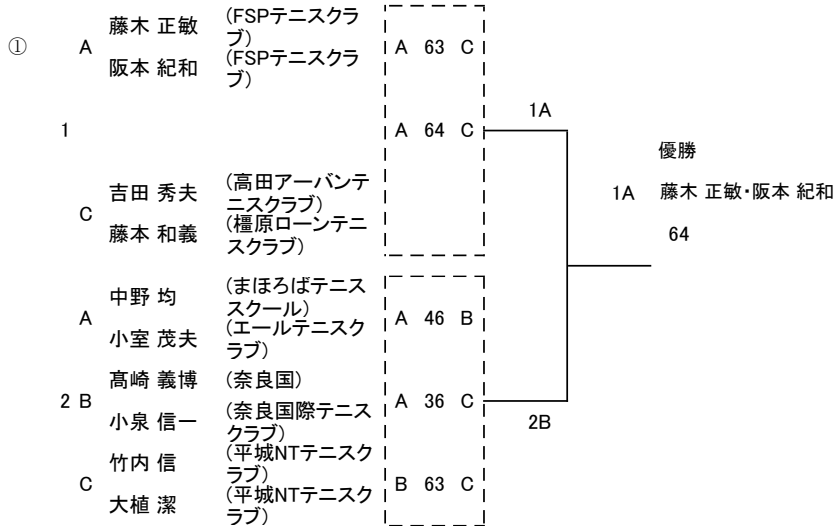 ① A 藤木 正敏 (FSPテニスクラブ) A 63 C
阪本 紀和 (FSPテニスクラブ)
1 A 64 C 1A
優勝
1A 藤木 正敏・阪本 紀和
64
C 吉田 秀夫 (高田アーバンテニスクラブ)
藤本 和義 (橿原ローンテニスクラブ)
A 中野 均 (まほろばテニススクール) A 46 B
小室 茂夫 (エールテニスクラブ)
2 B 髙崎 義博 (奈良国) A 36 C
小泉 信一 (奈良国際テニスクラブ) 2B
C 竹内 信 (平城NTテニスクラブ) B 63 C
大植 潔 (平城NTテニスクラブ)